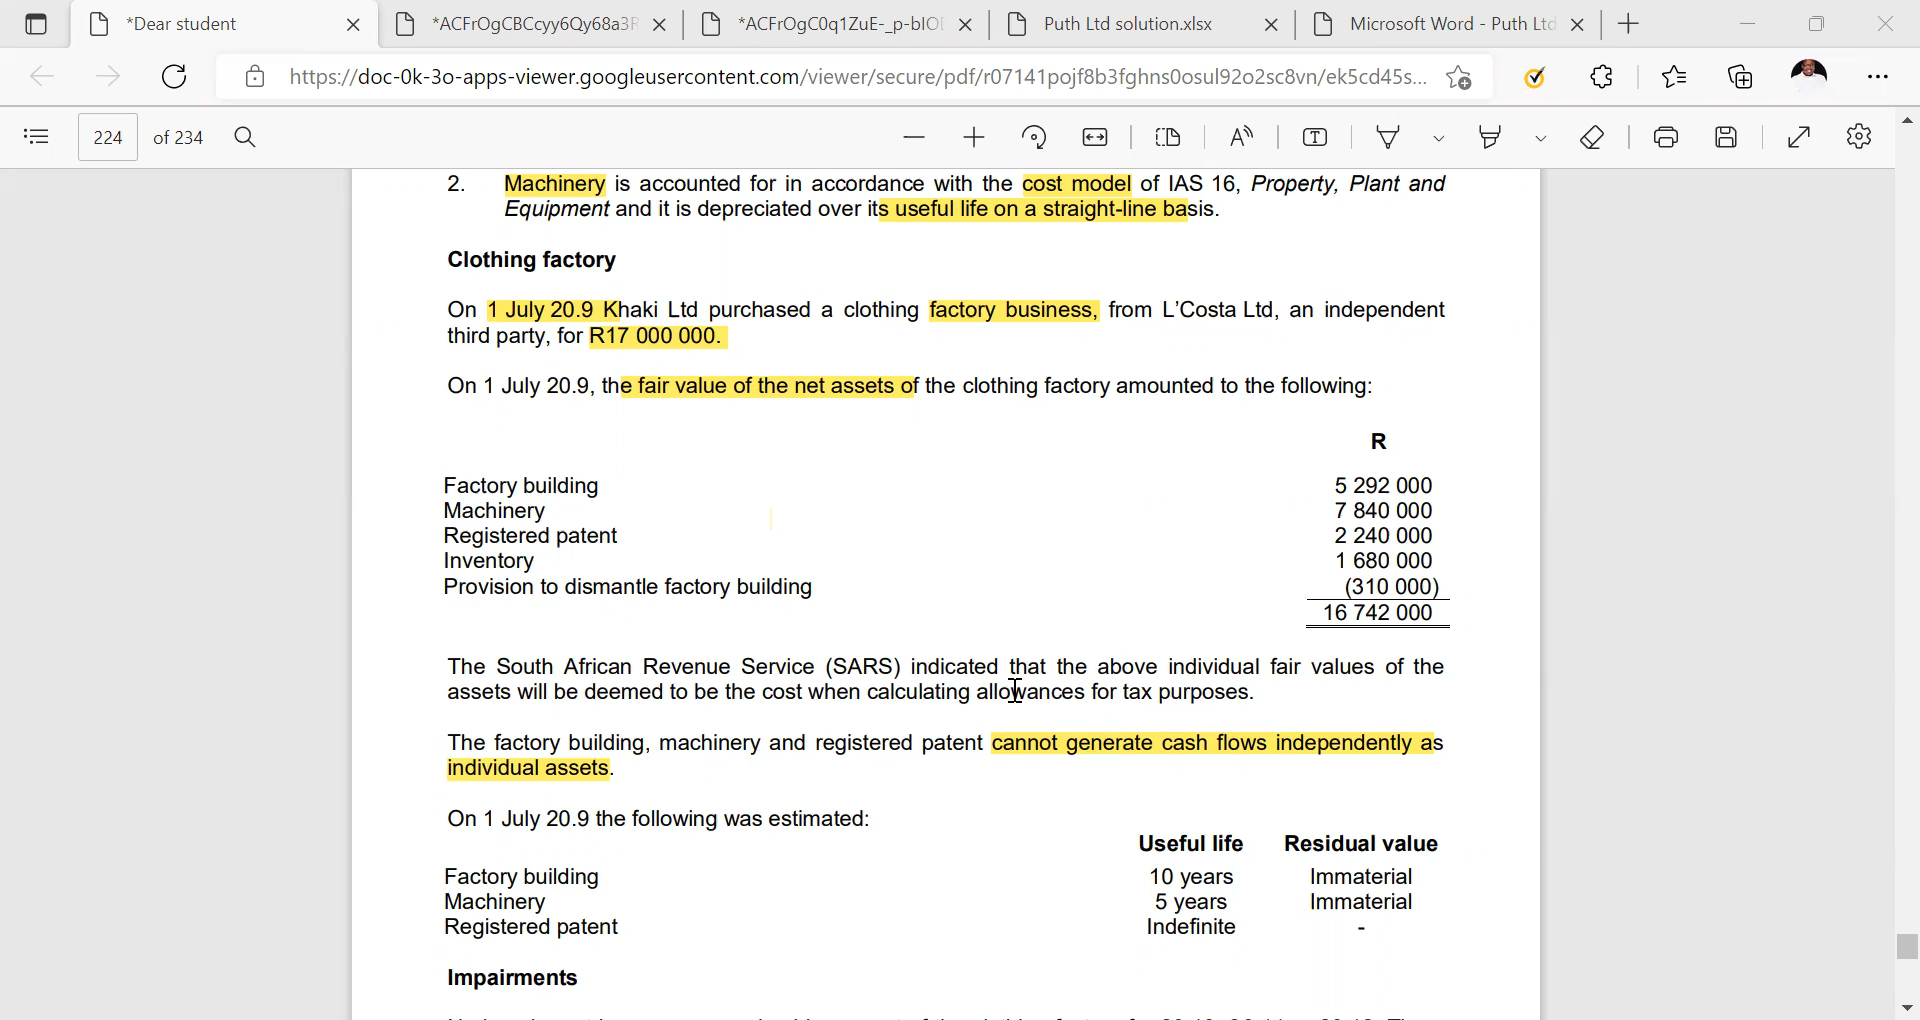 *Dear student
*ACFrOgCBCcyy6Qy68a3F
*ACFrOgC0q1ZuE-_p-bIO
Puth Ltd solution.xlsx
Microsoft Word - Puth Ltd
https://doc-0k-3o-apps-viewer.googleusercontent.com/viewer/secure/pdf/r07141pojf8b3fghns0osul92o2sc8vn/ek5cd45s...
224 of 234
2. Machinery is accounted for in accordance with the cost model of IAS 16, Property, Plant and
Equipment and it is depreciated over its useful life on a straight-line basis.
Clothing factory
On 1 July 20.9 Khaki Ltd purchased a clothing factory business, from L'Costa Ltd, an independent
third party, for R17 000 000.
On 1 July 20.9, the fair value of the net assets of the clothing factory amounted to the following:
R
Factory building 5 292 000
Machinery 7 840 000
Registered patent 2 240 000
Inventory 1 680 000
Provision to dismantle factory building (310 000)
16 742 000
The South African Revenue Service (SARS) indicated that the above individual fair values of the
assets will be deemed to be the cost when calculating allowances for tax purposes.
The factory building, machinery and registered patent cannot generate cash flows independently as
individual assets.
On 1 July 20.9 the following was estimated:
Useful life Residual value
Factory building 10 years Immaterial
Machinery 5 years Immaterial
Registered patent Indefinite -
Impairments